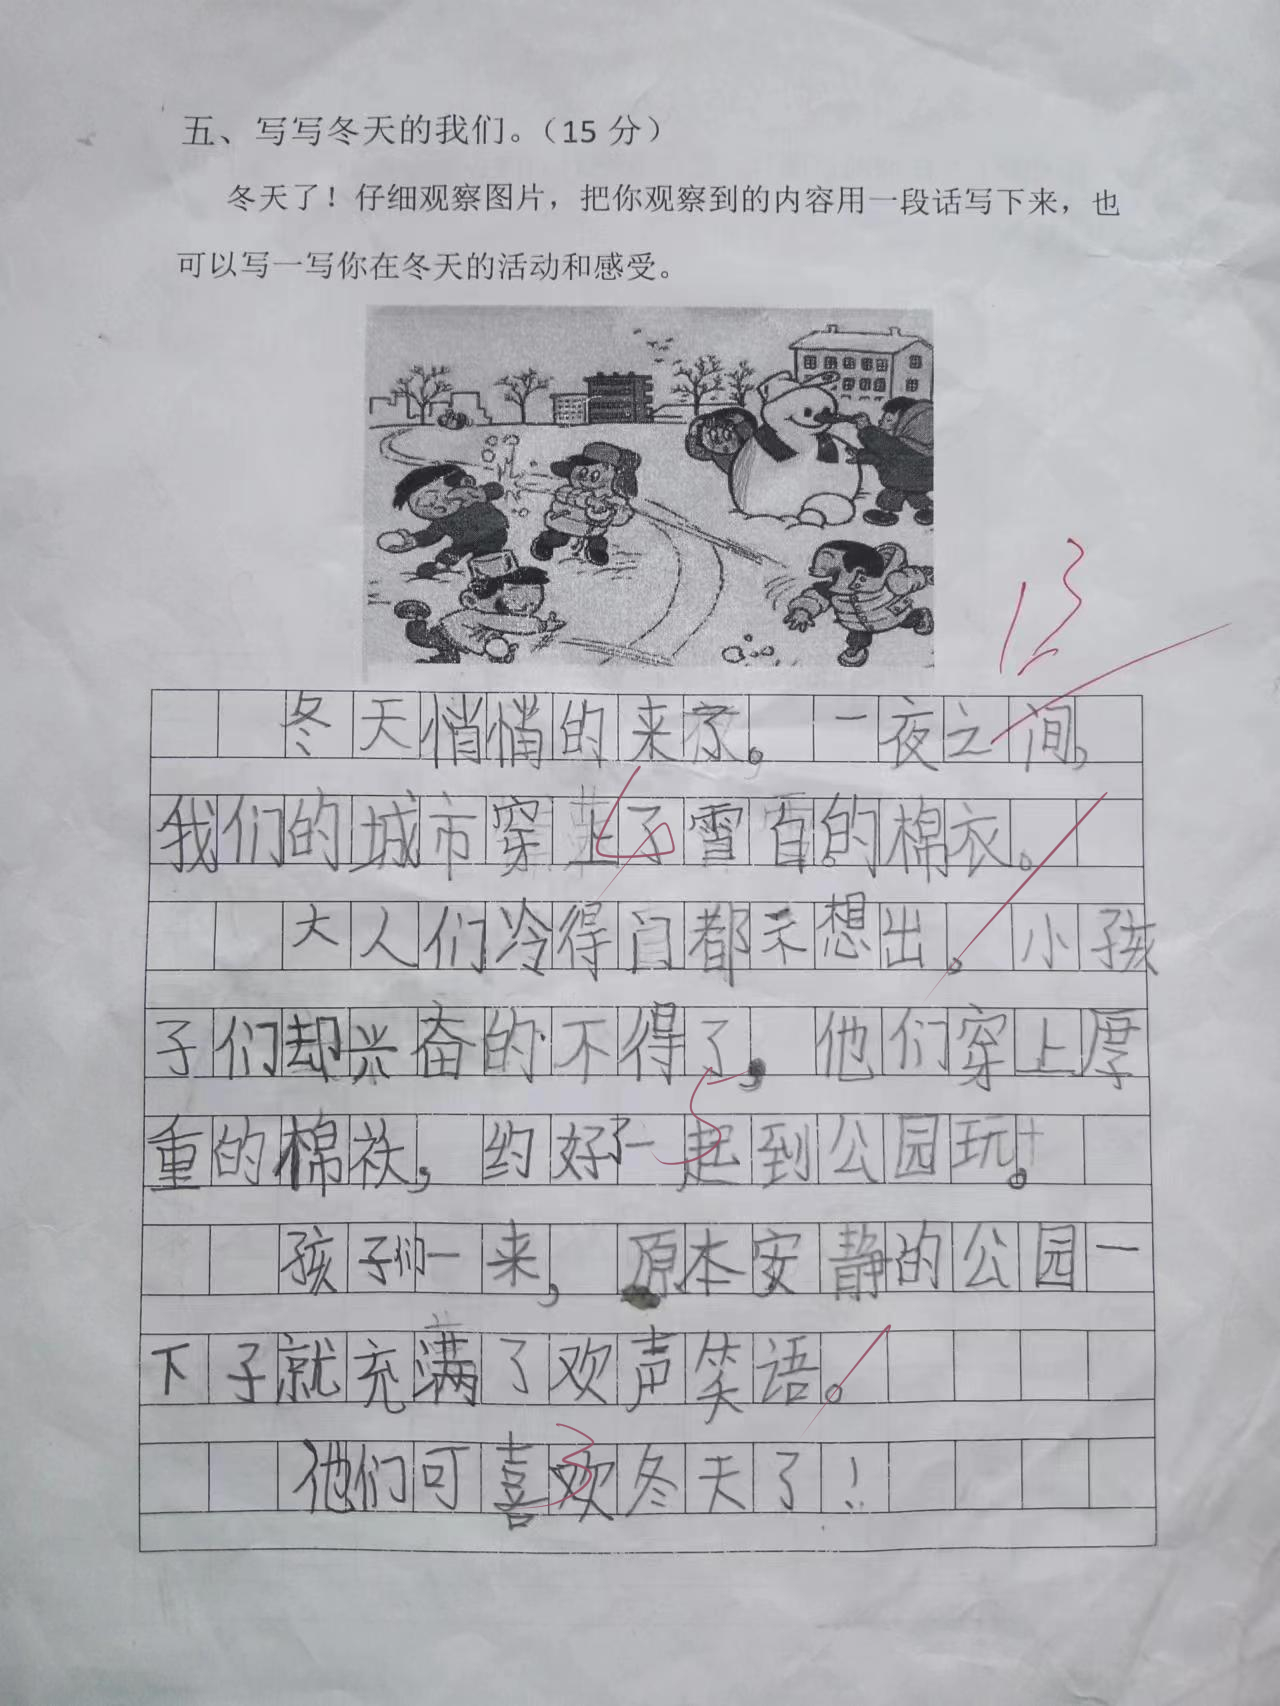 五、写写冬天的我们。（15 分）
冬天了！仔细观察图片，把你观察到的内容用一段话写下来，也
可以写一写你在冬天的活动和感受。
13
冬天悄悄的来了。一夜之间，
我们的城市穿上了雪白的棉衣。
大人们冷得门都不想出。小孩
子们却兴奋的不得了，他们穿上厚
重的棉袄，约好了一起到公园玩。
孩子们一来，原本安静的公园一
下子就充满了欢声笑语。
他们可喜欢冬天了！